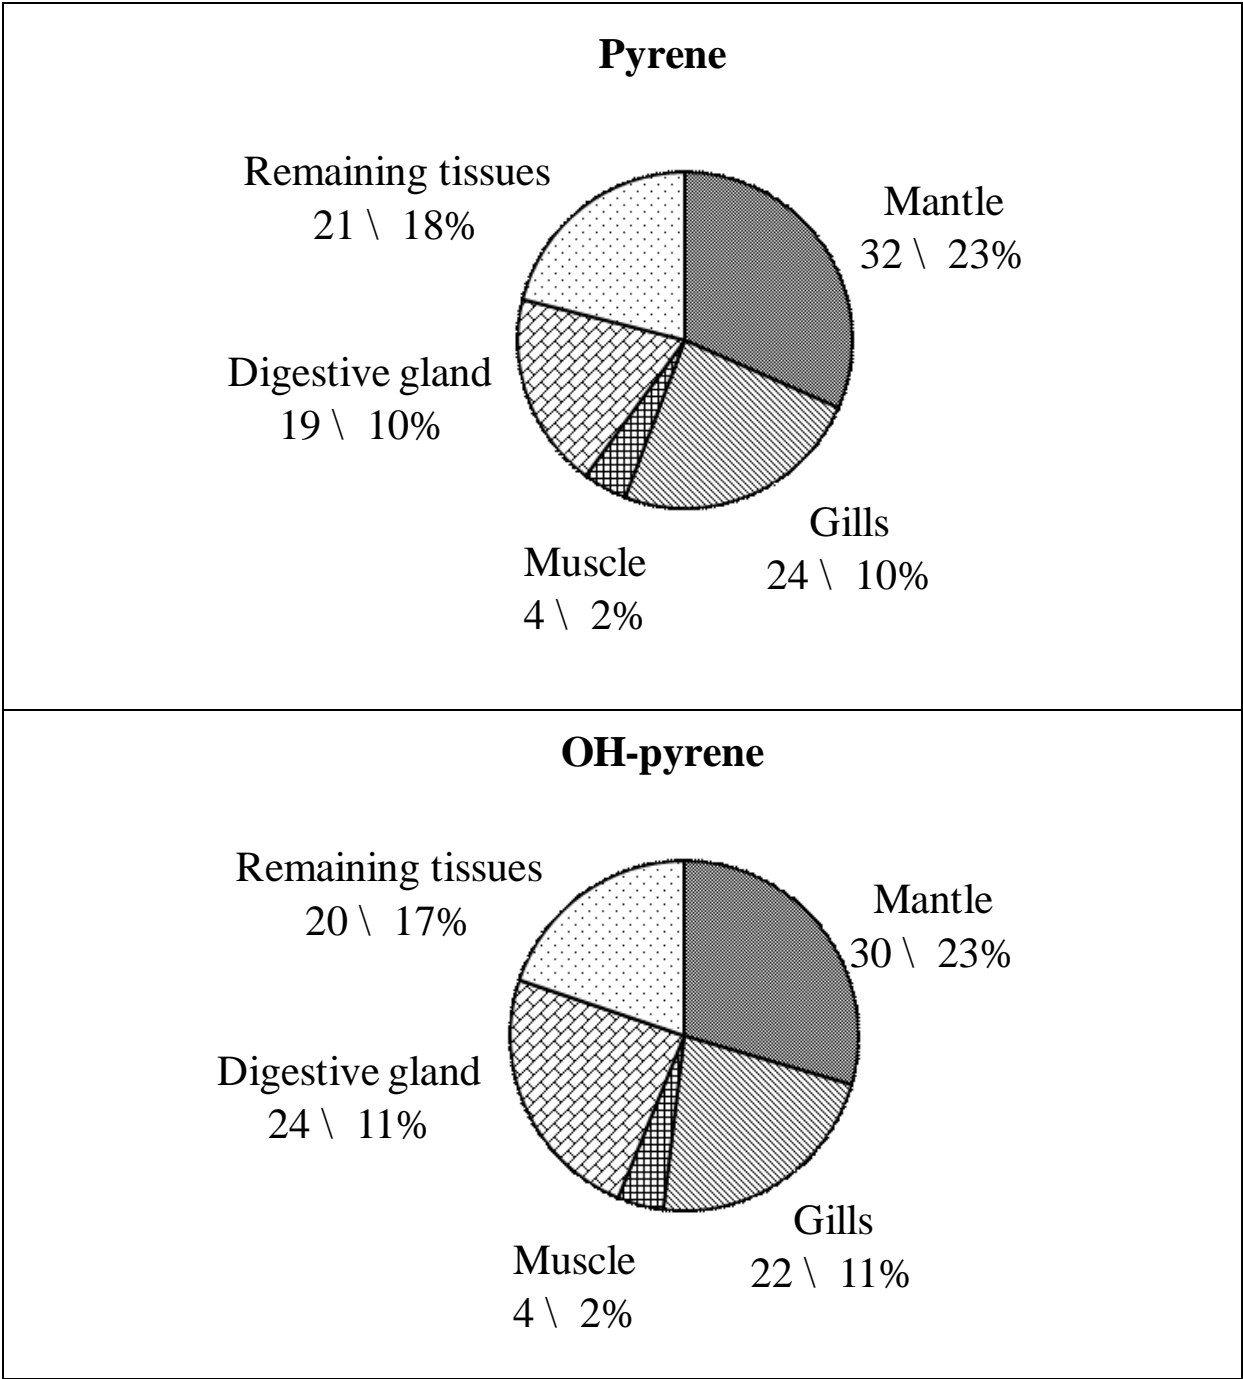 Pyrene
Remaining tissues
21 \ 18%
Mantle
32 \ 23%
Digestive gland
19 \ 10%
Gills
24 \ 10%
Muscle
4 \ 2%
OH-pyrene
Remaining tissues
20 \ 17%
Mantle
30 \ 23%
Digestive gland
24 \ 11%
Gills
22 \ 11%
Muscle
4 \ 2%